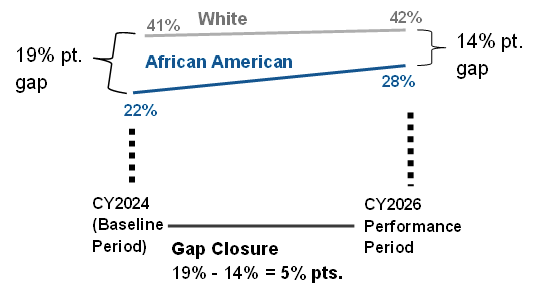 White
41%
42%
19% pt.
gap
14% pt.
gap
African American
22%
28%
CY2024
(Baseline
Period)
CY2026
Performance
Period
Gap Closure
19% - 14% = 5% pts.